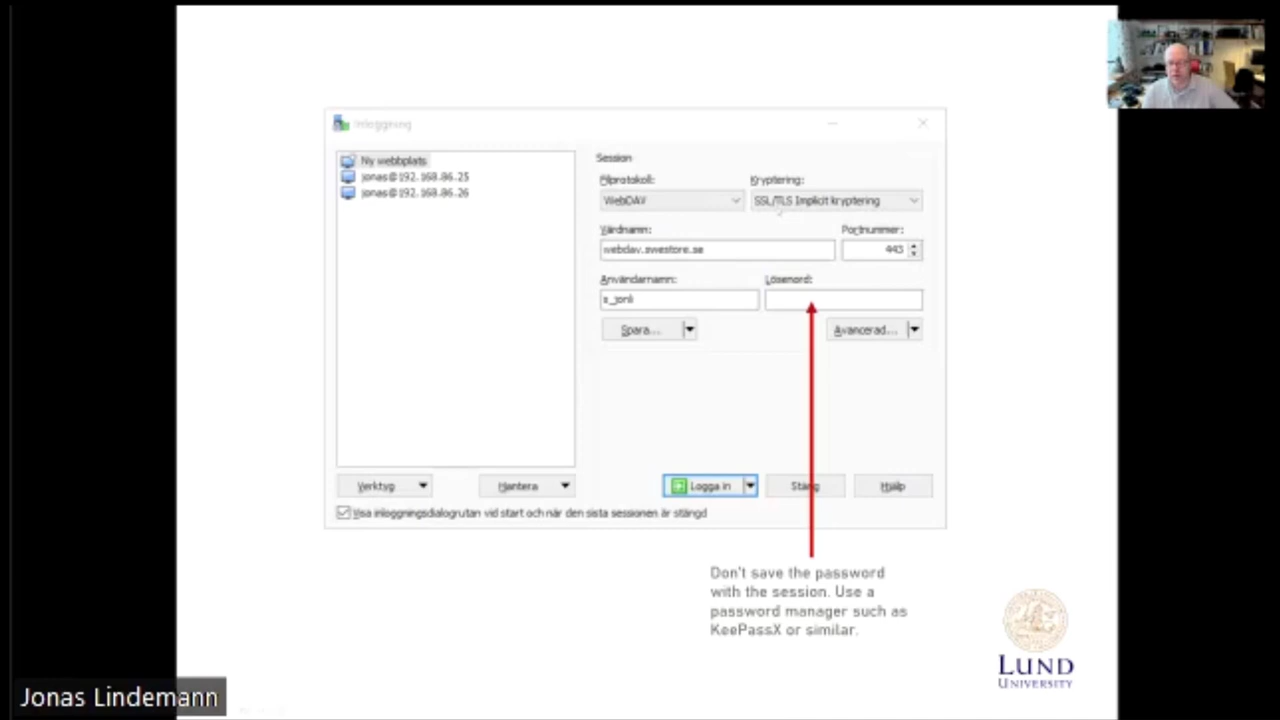 Inloggning
Ny webbplats
jonas@192.168.86.25
jonas@192.168.86.26
Session
Filprotokoll:
Kryptering:
WebDAV
SSL/TLS Implicit kryptering
Värdnamn:
Portnummer:
webdav.swestore.se
443
Användarnamn:
Lösenord:
s_jonli
Spara...
Avancerad...
Verktyg
Hantera
Logga in
Stäng
Hjälp
Visa inloggningsdialogrutan vid start och när den sista sessionen är stängd
Don't save the password
with the session. Use a
password manager such as
KeePassX or similar.
LUND
UNIVERSITY
Jonas Lindemann